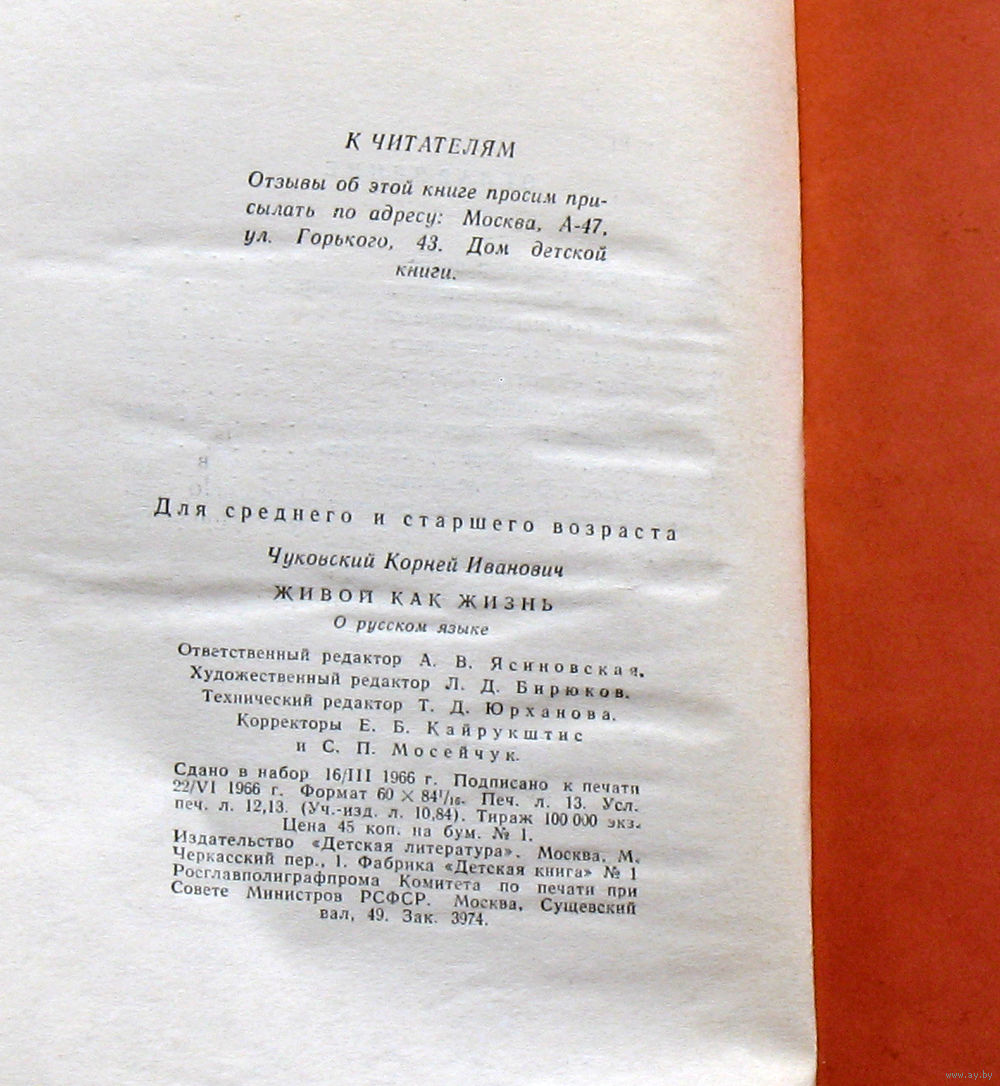 К ЧИТАТЕЛЯМ
Отзывы об этой книге просим при-
сылать по адресу: Москва, А-47,
ул. Горького, 43. Дом детской
книги.
Для среднего и старшего возраста
Чуковский Корней Иванович
ЖИВОЙ КАК ЖИЗНЬ
О русском языке
Ответственный редактор А. В. Ясиновская.
Художественный редактор Л. Д. Бирюков.
Технический редактор Т. Д. Юрханова.
Корректоры Е. Б. Кайрукштис
и С. П. Мосейчук.
Сдано в набор 16/III 1966 г. Подписано к печати
22/VI 1966 г. Формат 60 × 84¹/₁₆. Печ. л. 13. Усл.
печ. л. 12,13. (Уч.-изд. л. 10,84). Тираж 100 000 экз.
Цена 45 коп. на бум. № 1.
Издательство «Детская литература». Москва, М.
Черкасский пер., 1. Фабрика «Детская книга» № 1
Росглавполиграфпрома Комитета по печати при
Совете Министров РСФСР. Москва, Сущевский
вал, 49. Зак. 3974.
www.ay.by